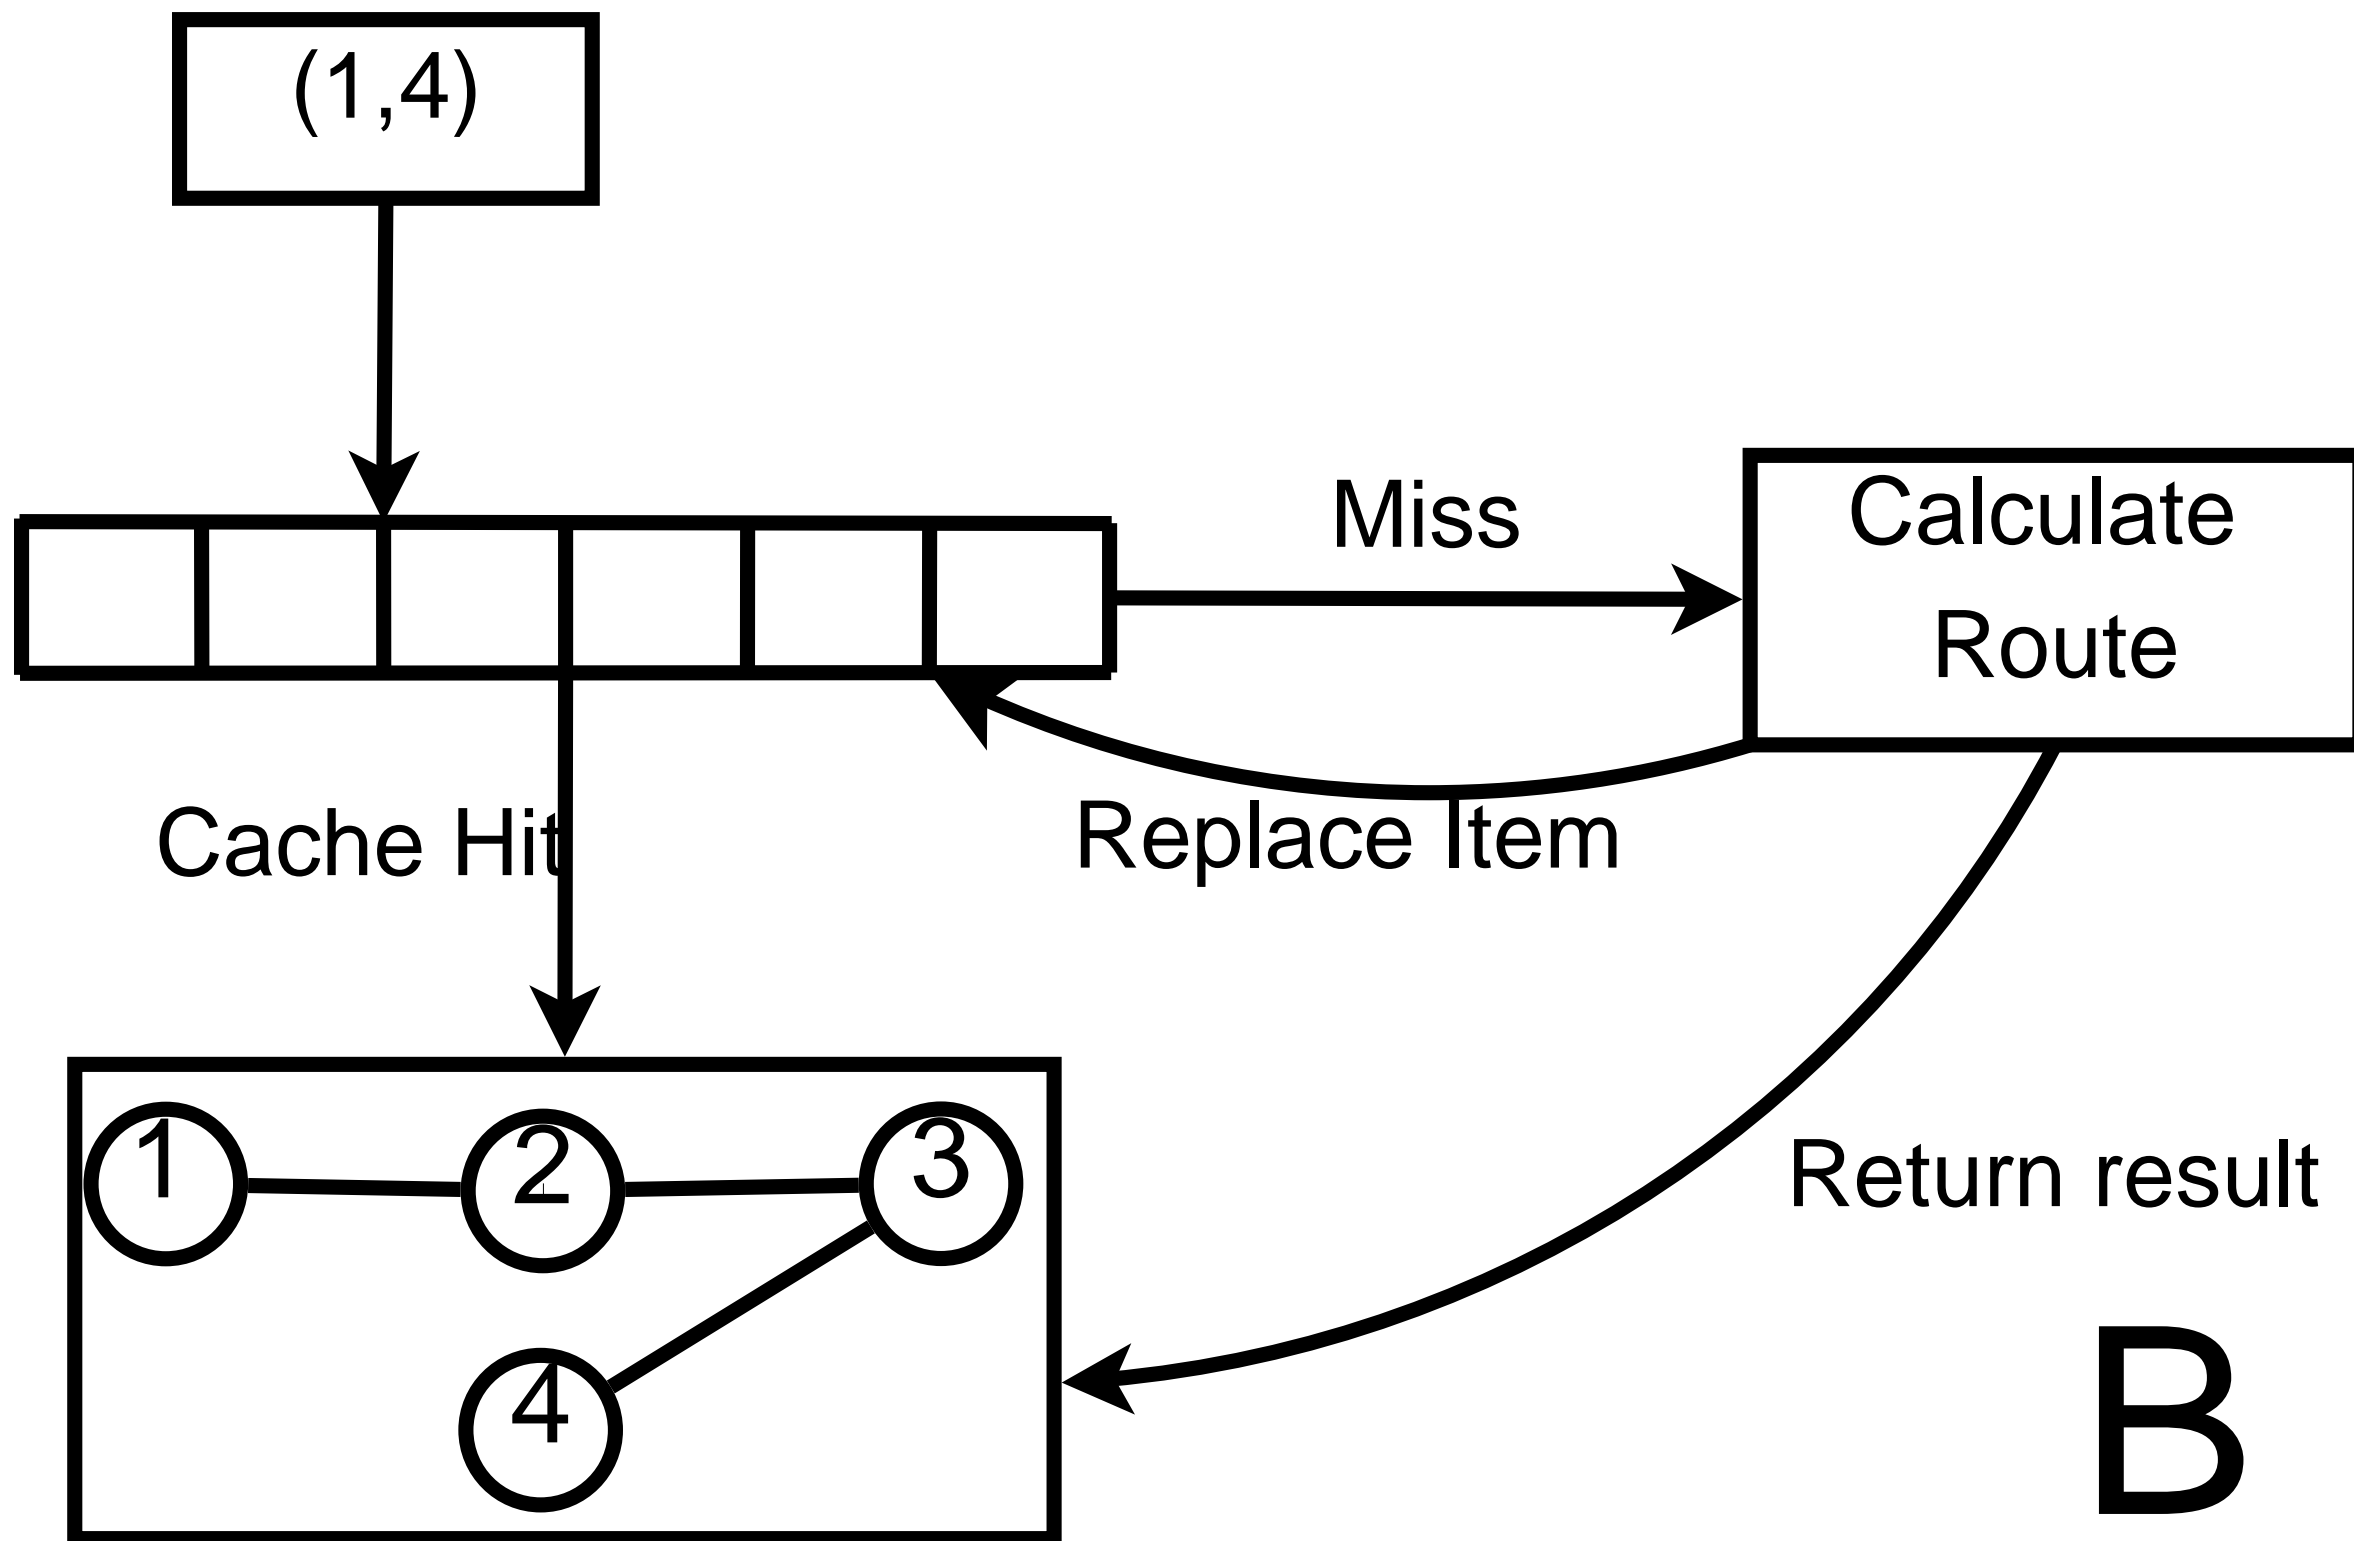 (1,4)
Miss
Calculate
Route
Cache Hit
Replace Item
1
2
3
Return result
4
B